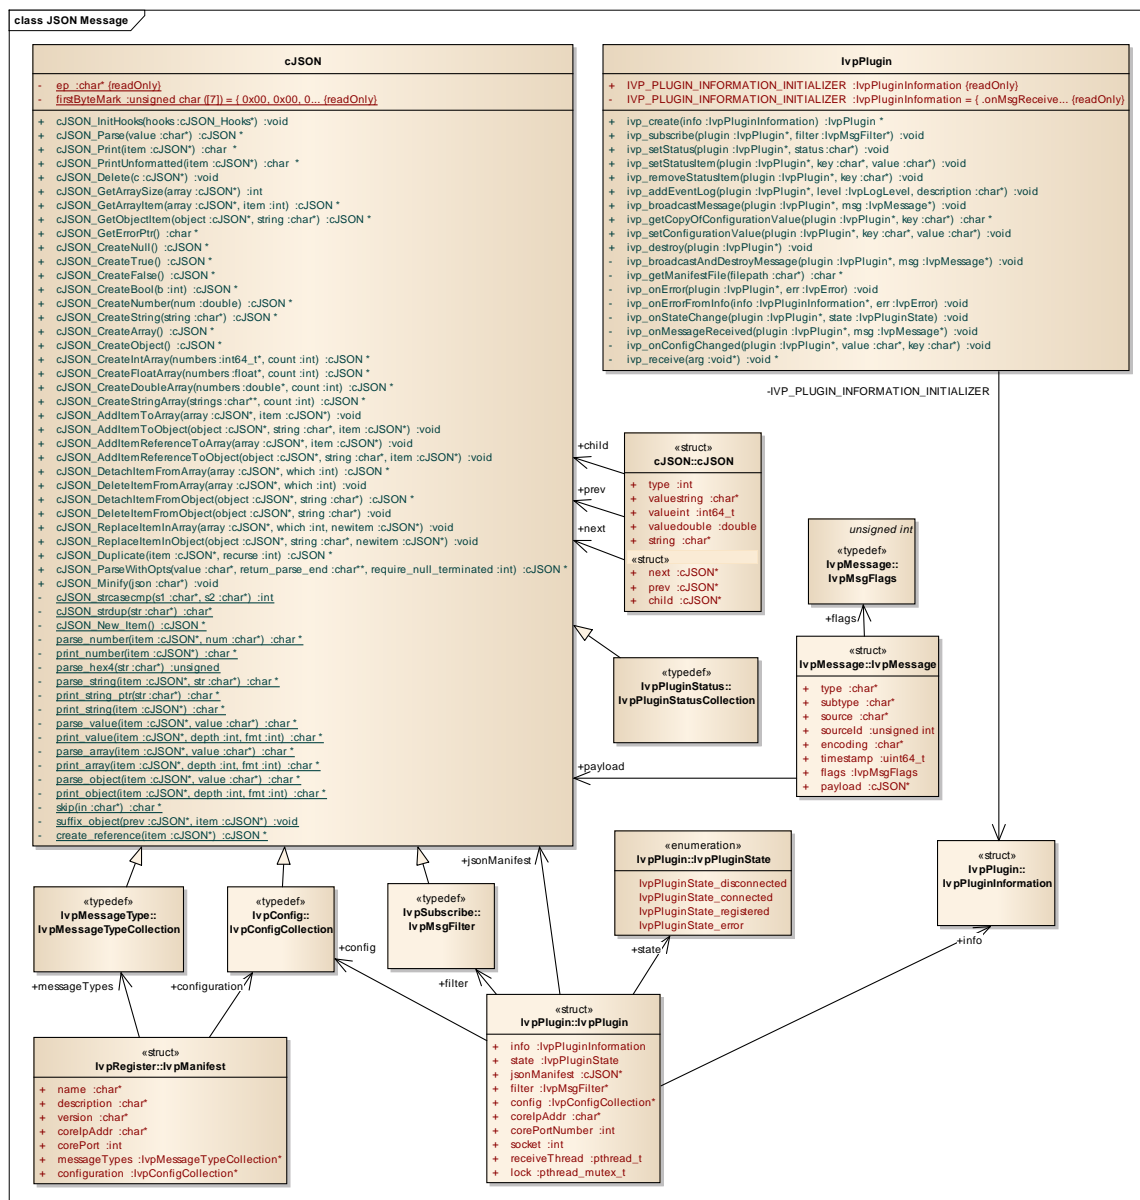 class JSON Message
cJSON
- ep :char* {readOnly}
- firstByteMark :unsigned char ([7]) = { 0x00, 0x00, 0... {readOnly}
+ cJSON_InitHooks(hooks :cJSON_Hooks*) :void
+ cJSON_Parse(value :char*) :cJSON *
+ cJSON_Print(item :cJSON*) :char *
+ cJSON_PrintUnformatted(item :cJSON*) :char *
+ cJSON_Delete(c :cJSON*) :void
+ cJSON_GetArraySize(array :cJSON*) :int
+ cJSON_GetArrayItem(array :cJSON*, item :int) :cJSON *
+ cJSON_GetObjectItem(object :cJSON*, string :char*) :cJSON *
+ cJSON_GetErrorPtr() :char *
+ cJSON_CreateNull() :cJSON *
+ cJSON_CreateTrue() :cJSON *
+ cJSON_CreateFalse() :cJSON *
+ cJSON_CreateBool(b :int) :cJSON *
+ cJSON_CreateNumber(num :double) :cJSON *
+ cJSON_CreateString(string :char*) :cJSON *
+ cJSON_CreateArray() :cJSON *
+ cJSON_CreateObject() :cJSON *
+ cJSON_CreateIntArray(numbers :int64_t*, count :int) :cJSON *
+ cJSON_CreateFloatArray(numbers :float*, count :int) :cJSON *
+ cJSON_CreateDoubleArray(numbers :double*, count :int) :cJSON *
+ cJSON_CreateStringArray(strings :char**, count :int) :cJSON *
+ cJSON_AddItemToArray(array :cJSON*, item :cJSON*) :void
+ cJSON_AddItemToObject(object :cJSON*, string :char*, item :cJSON*) :void
+ cJSON_AddItemReferenceToArray(array :cJSON*, item :cJSON*) :void
+ cJSON_AddItemReferenceToObject(object :cJSON*, string :char*, item :cJSON*) :void
+ cJSON_DetachItemFromArray(array :cJSON*, which :int) :cJSON *
+ cJSON_DeleteItemFromArray(array :cJSON*, which :int) :void
+ cJSON_DetachItemFromObject(object :cJSON*, string :char*) :cJSON *
+ cJSON_DeleteItemFromObject(object :cJSON*, string :char*) :void
+ cJSON_ReplaceItemInArray(array :cJSON*, which :int, newitem :cJSON*) :void
+ cJSON_ReplaceItemInObject(object :cJSON*, string :char*, newitem :cJSON*) :void
+ cJSON_Duplicate(item :cJSON*, recurse :int) :cJSON *
+ cJSON_ParseWithOpts(value :char*, return_parse_end :char**, require_null_terminated :int) :cJSON *
+ cJSON_Minify(json :char*) :void
- cJSON_strcasecmp(s1 :char*, s2 :char*) :int
- cJSON_strdup(str :char*) :char*
- cJSON_New_Item() :cJSON *
- parse_number(item :cJSON*, num :char*) :char *
- print_number(item :cJSON*) :char *
- parse_hex4(str :char*) :unsigned
- parse_string(item :cJSON*, str :char*) :char *
- print_string_ptr(str :char*) :char *
- print_string(item :cJSON*) :char *
- parse_value(item :cJSON*, value :char*) :char *
- print_value(item :cJSON*, depth :int, fmt :int) :char *
- parse_array(item :cJSON*, value :char*) :char *
- print_array(item :cJSON*, depth :int, fmt :int) :char *
- parse_object(item :cJSON*, value :char*) :char *
- print_object(item :cJSON*, depth :int, fmt :int) :char *
- skip(in :char*) :char *
- suffix_object(prev :cJSON*, item :cJSON*) :void
- create_reference(item :cJSON*) :cJSON *
IvpPlugin
+ IVP_PLUGIN_INFORMATION_INITIALIZER :IvpPluginInformation {readOnly}
- IVP_PLUGIN_INFORMATION_INITIALIZER :IvpPluginInformation = { .onMsgReceive... {readOnly}
+ ivp_create(info :IvpPluginInformation) :IvpPlugin *
+ ivp_subscribe(plugin :IvpPlugin*, filter :IvpMsgFilter*) :void
+ ivp_setStatus(plugin :IvpPlugin*, status :char*) :void
+ ivp_setStatusItem(plugin :IvpPlugin*, key :char*, value :char*) :void
+ ivp_removeStatusItem(plugin :IvpPlugin*, key :char*) :void
+ ivp_addEventLog(plugin :IvpPlugin*, level :IvpLogLevel, description :char*) :void
+ ivp_broadcastMessage(plugin :IvpPlugin*, msg :IvpMessage*) :void
+ ivp_getCopyOfConfigurationValue(plugin :IvpPlugin*, key :char*) :char *
+ ivp_setConfigurationValue(plugin :IvpPlugin*, key :char*, value :char*) :void
+ ivp_destroy(plugin :IvpPlugin*) :void
- ivp_broadcastAndDestroyMessage(plugin :IvpPlugin*, msg :IvpMessage*) :void
- ivp_getManifestFile(filepath :char*) :char *
- ivp_onError(plugin :IvpPlugin*, err :IvpError) :void
- ivp_onErrorFromInfo(info :IvpPluginInformation*, err :IvpError) :void
- ivp_onStateChange(plugin :IvpPlugin*, state :IvpPluginState) :void
- ivp_onMessageReceived(plugin :IvpPlugin*, msg :IvpMessage*) :void
- ivp_onConfigChanged(plugin :IvpPlugin*, value :char*, key :char*) :void
- ivp_receive(arg :void*) :void *
-IVP_PLUGIN_INFORMATION_INITIALIZER
+child
+prev
+next
«struct»
cJSON::cJSON
+ type :int
+ valuestring :char*
+ valueint :int64_t
+ valuedouble :double
+ string :char*
«struct»
+ next :cJSON*
+ prev :cJSON*
+ child :cJSON*
unsigned int
«typedef»
IvpMessage::
IvpMsgFlags
+flags
«struct»
IvpMessage::IvpMessage
+ type :char*
+ subtype :char*
+ source :char*
+ sourceId :unsigned int
+ encoding :char*
+ timestamp :uint64_t
+ flags :IvpMsgFlags
+ payload :cJSON*
«typedef»
IvpPluginStatus::
IvpPluginStatusCollection
+payload
+jsonManifest
«enumeration»
IvpPlugin::IvpPluginState
IvpPluginState_disconnected
IvpPluginState_connected
IvpPluginState_registered
IvpPluginState_error
«struct»
IvpPlugin::
IvpPluginInformation
«typedef»
IvpMessageType::
IvpMessageTypeCollection
«typedef»
IvpConfig::
IvpConfigCollection
«typedef»
IvpSubscribe::
IvpMsgFilter
+config
+state
+info
+messageTypes
+configuration
+filter
«struct»
IvpRegister::IvpManifest
+ name :char*
+ description :char*
+ version :char*
+ coreIpAddr :char*
+ corePort :int
+ messageTypes :IvpMessageTypeCollection*
+ configuration :IvpConfigCollection*
«struct»
IvpPlugin::IvpPlugin
+ info :IvpPluginInformation
+ state :IvpPluginState
+ jsonManifest :cJSON*
+ filter :IvpMsgFilter*
+ config :IvpConfigCollection*
+ coreIpAddr :char*
+ corePortNumber :int
+ socket :int
+ receiveThread :pthread_t
+ lock :pthread_mutex_t